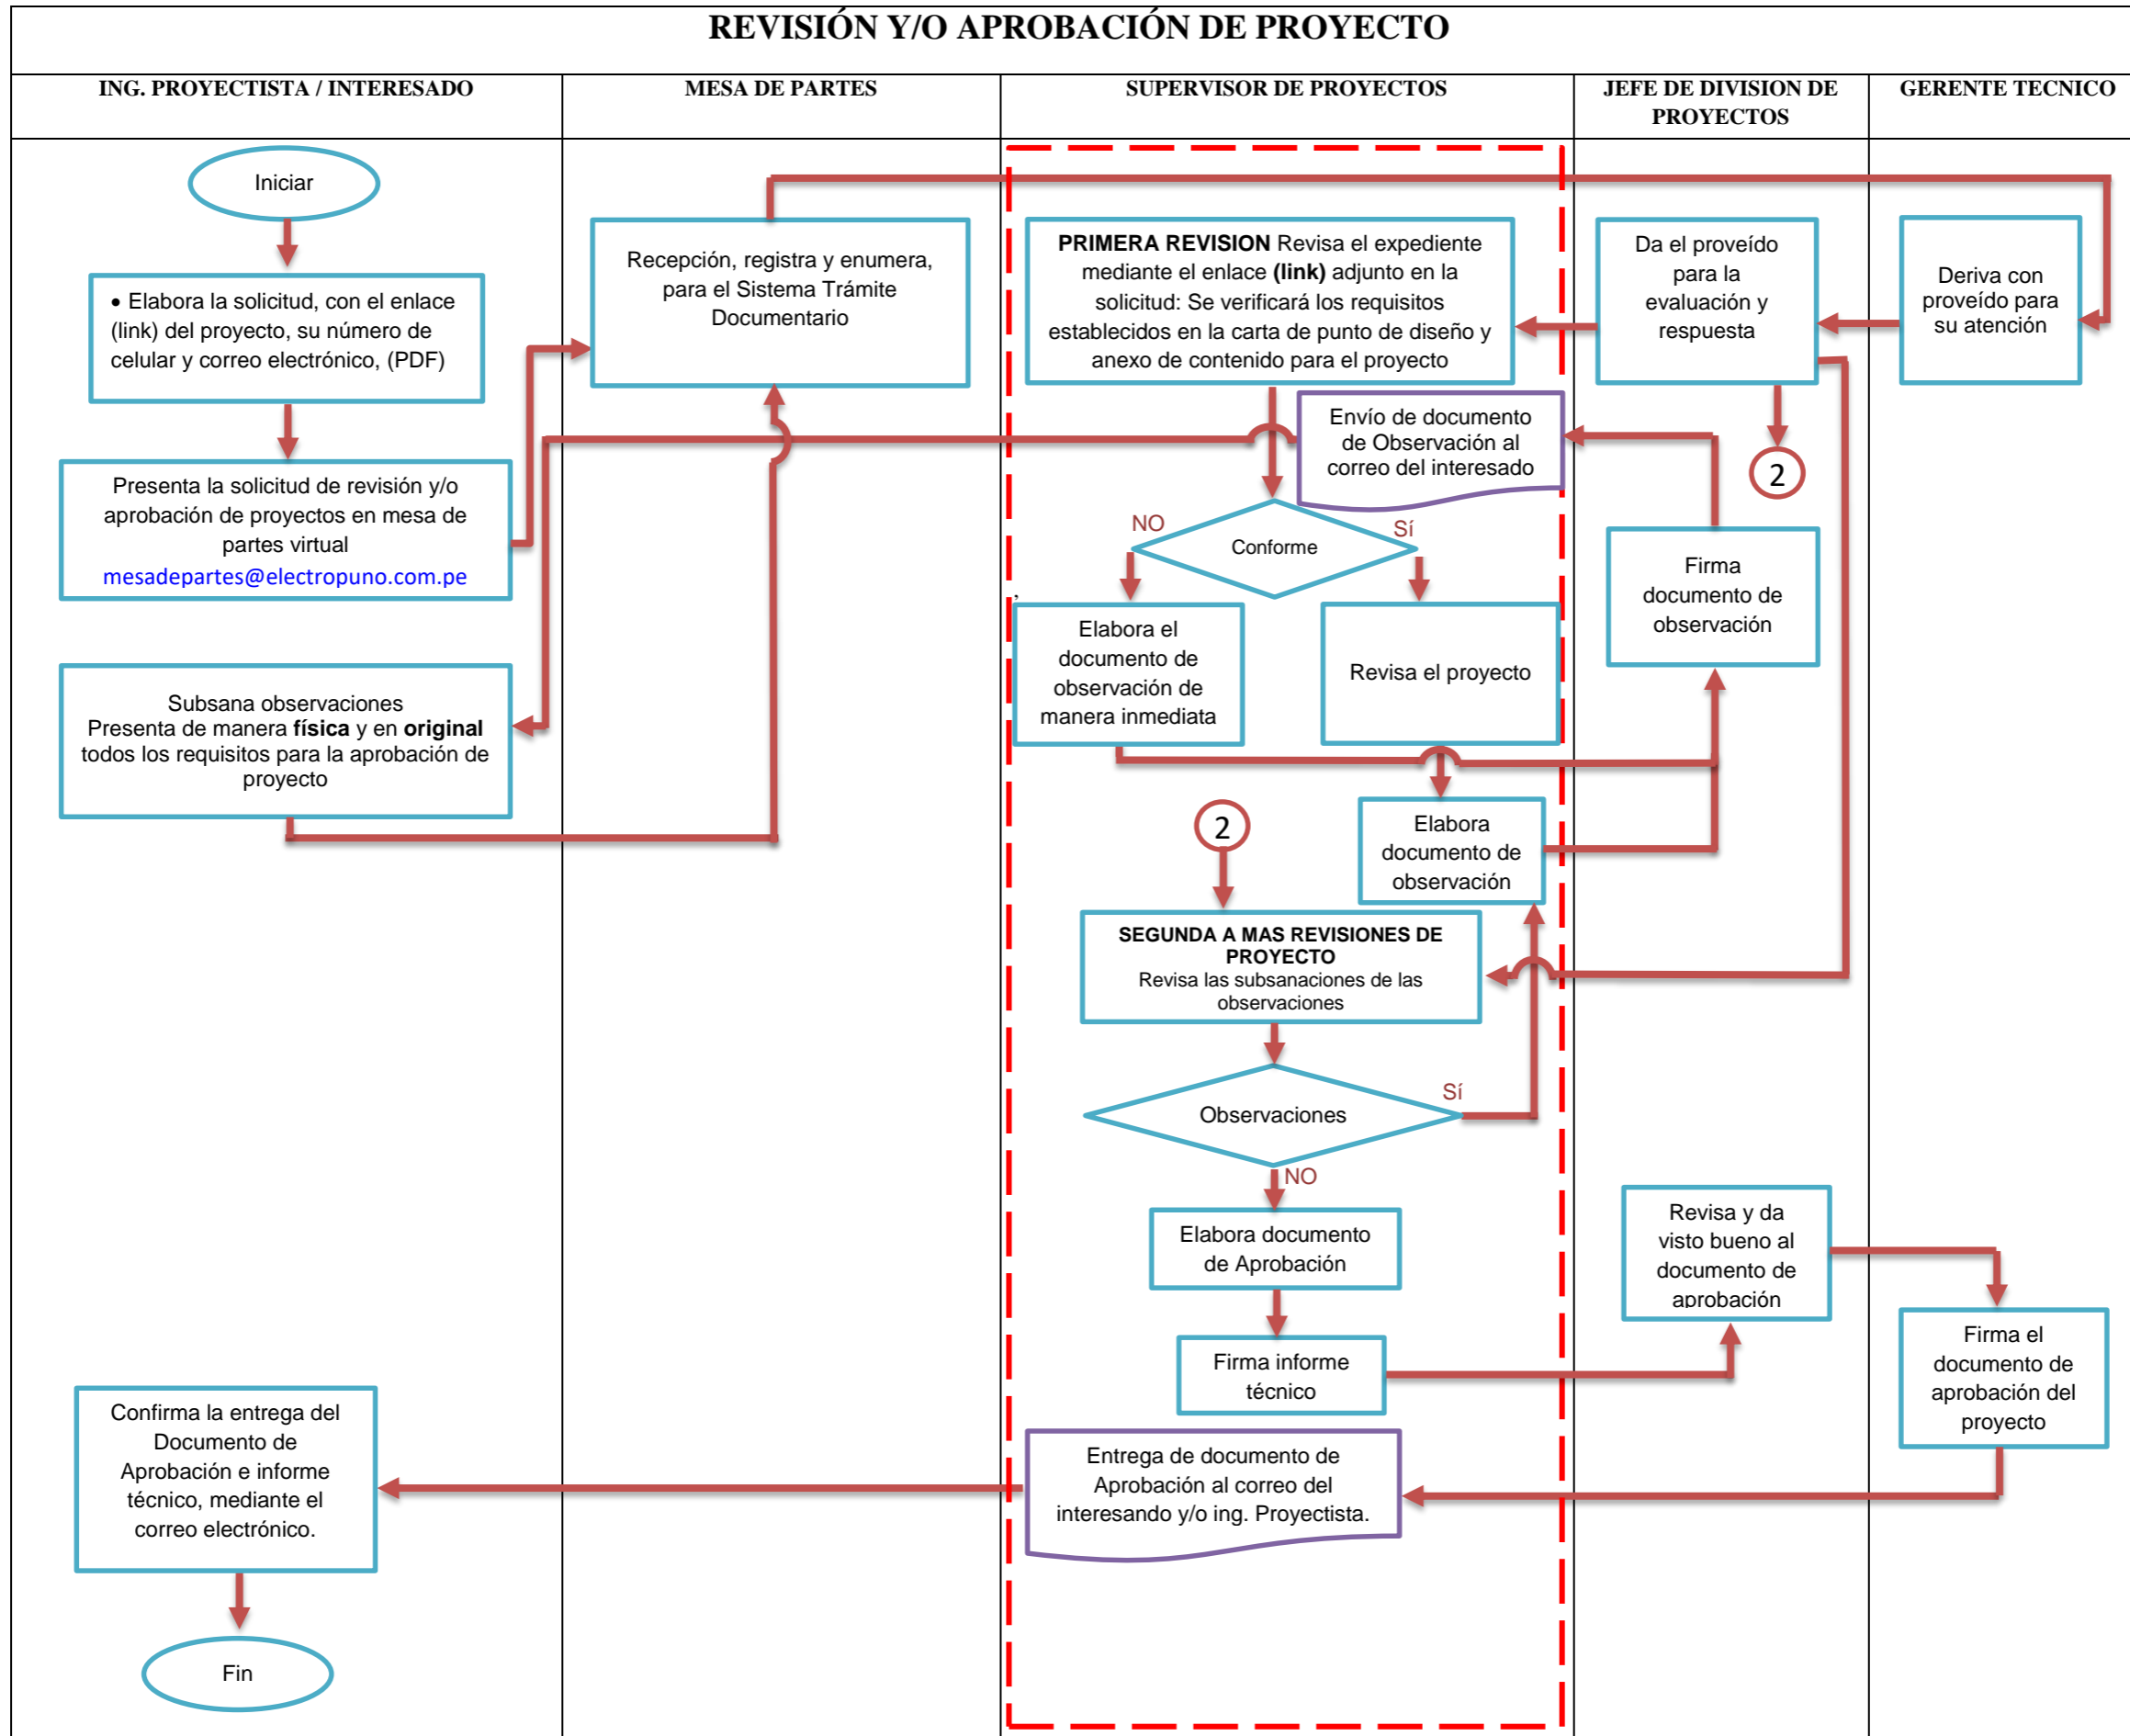 REVISIÓN Y/O APROBACIÓN DE PROYECTO
ING. PROYECTISTA / INTERESADO
MESA DE PARTES
SUPERVISOR DE PROYECTOS
JEFE DE DIVISION DE
PROYECTOS
GERENTE TECNICO
Iniciar
• Elabora la solicitud, con el enlace
(link) del proyecto, su número de
celular y correo electrónico, (PDF)
Presenta la solicitud de revisión y/o
aprobación de proyectos en mesa de
partes virtual
mesadepartes@electropuno.com.pe
Subsana observaciones
Presenta de manera física y en original
todos los requisitos para la aprobación de
proyecto
Recepción, registra y enumera,
para el Sistema Trámite
Documentario
PRIMERA REVISION Revisa el expediente
mediante el enlace (link) adjunto en la
solicitud: Se verificará los requisitos
establecidos en la carta de punto de diseño y
anexo de contenido para el proyecto
Da el proveído
para la
evaluación y
respuesta
Deriva con
proveído para
su atención
Envío de documento
de Observación al
correo del interesado
2
NO
Conforme
Sí
,
Elabora el
documento de
observación de
manera inmediata
Revisa el proyecto
Firma
documento de
observación
2
Elabora
documento de
observación
SEGUNDA A MAS REVISIONES DE
PROYECTO
Revisa las subsanaciones de las
observaciones
Observaciones
Sí
NO
Elabora documento
de Aprobación
Firma informe
técnico
Revisa y da
visto bueno al
documento de
aprobación
Firma el
documento de
aprobación del
proyecto
Entrega de documento de
Aprobación al correo del
interesando y/o ing. Proyectista.
Confirma la entrega del
Documento de
Aprobación e informe
técnico, mediante el
correo electrónico.
Fin